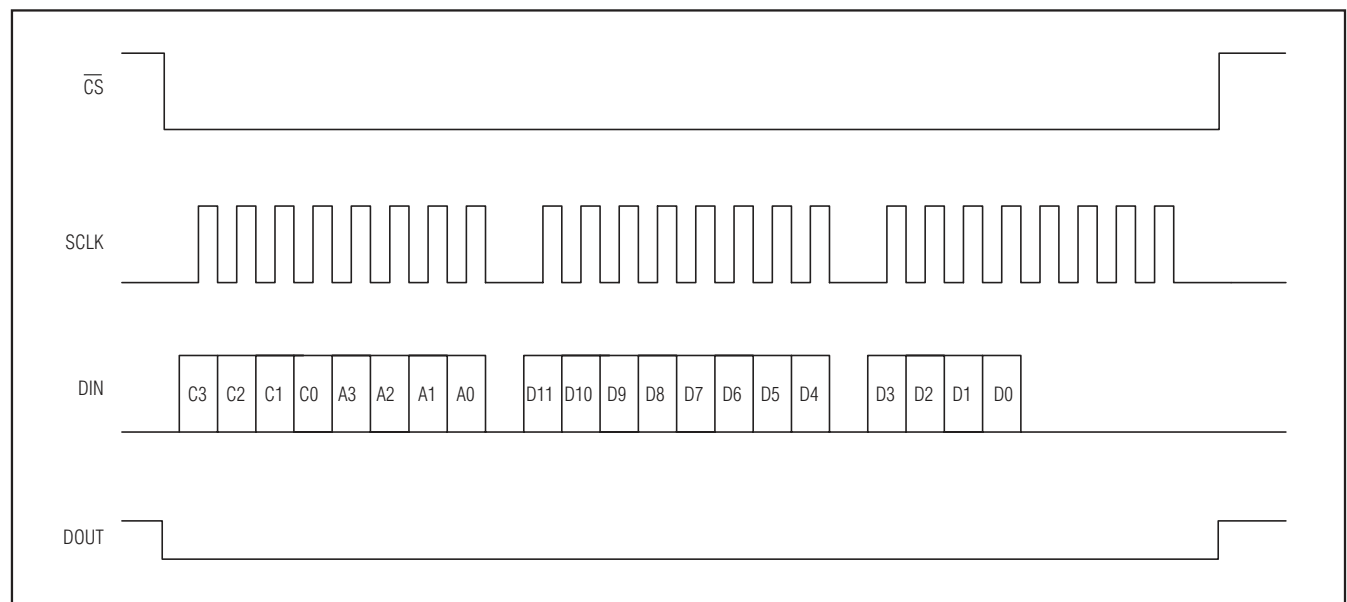 C̅S̅
SCLK
DIN C3 C2 C1 C0 A3 A2 A1 A0 D11 D10 D9 D8 D7 D6 D5 D4 D3 D2 D1 D0
DOUT